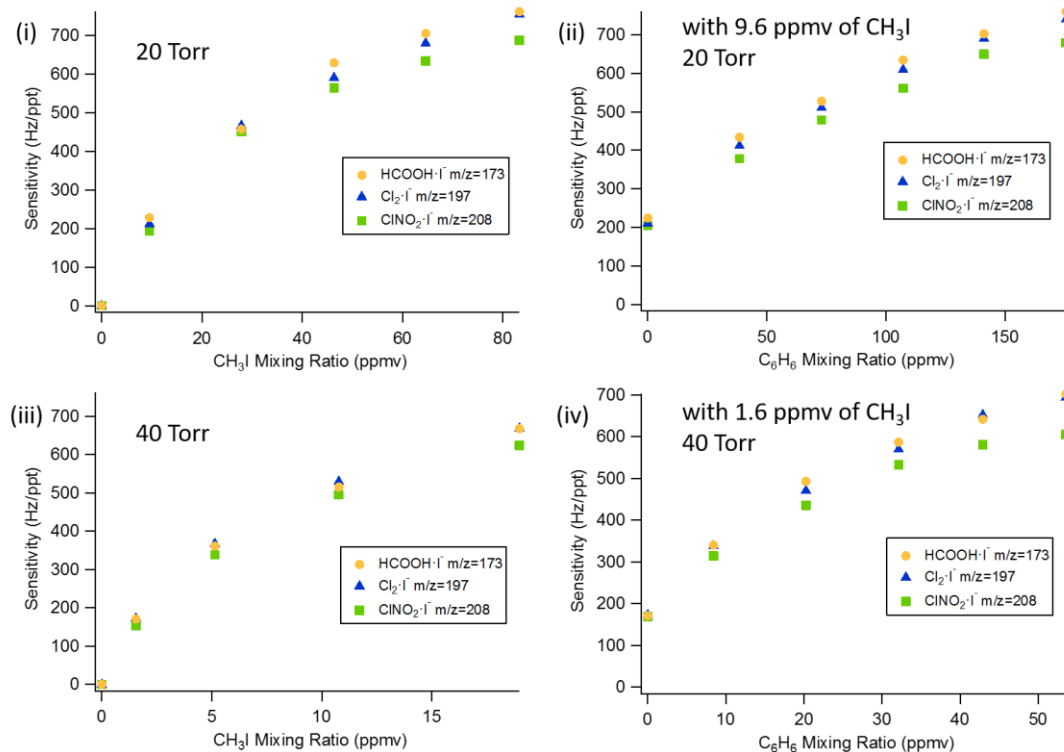 (i)
20 Torr
Sensitivity (Hz/ppt)
700
600
500
400
300
200
100
0
HCOOH·I⁻ m/z=173
Cl₂·I⁻ m/z=197
ClNO₂·I⁻ m/z=208
0 20 40 60 80
CH₃I Mixing Ratio (ppmv)
(ii)
with 9.6 ppmv of CH₃I
20 Torr
Sensitivity (Hz/ppt)
700
600
500
400
300
200
100
0
HCOOH·I⁻ m/z=173
Cl₂·I⁻ m/z=197
ClNO₂·I⁻ m/z=208
0 50 100 150
C₆H₆ Mixing Ratio (ppmv)
(iii)
40 Torr
Sensitivity (Hz/ppt)
700
600
500
400
300
200
100
0
HCOOH·I⁻ m/z=173
Cl₂·I⁻ m/z=197
ClNO₂·I⁻ m/z=208
0 5 10 15
CH₃I Mixing Ratio (ppmv)
(iv)
with 1.6 ppmv of CH₃I
40 Torr
Sensitivity (Hz/ppt)
700
600
500
400
300
200
100
0
HCOOH·I⁻ m/z=173
Cl₂·I⁻ m/z=197
ClNO₂·I⁻ m/z=208
0 10 20 30 40 50
C₆H₆ Mixing Ratio (ppmv)